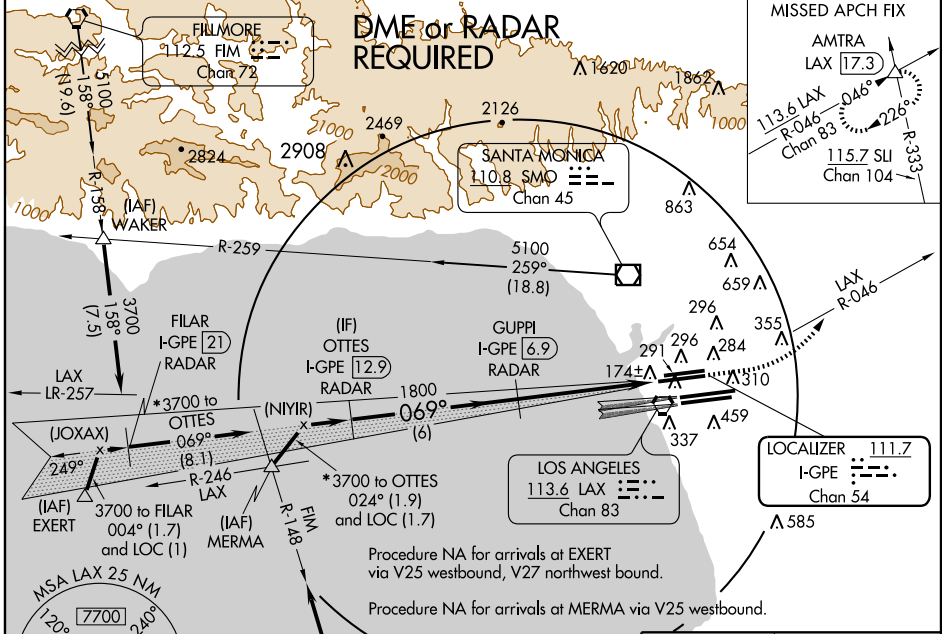 DME or RADAR
REQUIRED
FILLMORE
112.5 FIM
Chan 72
MISSED APCH FIX
AMTRA
LAX 17.3
046°
113.6 LAX
R-046
Chan 83
226°
R-333
115.7 SLI
Chan 104
5100
158°
(19.6)
R-158
1620
1862
2126
2469
1000
1000
2824
2908
2000
1000
SANTA MONICA
110.8 SMO
Chan 45
863
(IAF)
WAKER
R-259
5100
259°
(18.8)
654
659
LAX
R-046
3700
158°
(7.5)
FILAR
I-GPE 21
RADAR
(IF)
OTTES
I-GPE 12.9
RADAR
GUPPI
I-GPE 6.9
RADAR
296
355
296
284
291
174±
310
LAX
LR-257
*3700 to
OTTES
069°
(8.1)
(NIYIR)
1800
069°
(6)
(JOXAX)
249°
R-246
LAX
459
337
(IAF)
EXERT
3700 to FILAR
004° (1.7)
and LOC (1)
(IAF)
MERMA
FIM
R-148
*3700 to OTTES
024° (1.9)
and LOC (1.7)
LOS ANGELES
113.6 LAX
Chan 83
LOCALIZER 111.7
I-GPE
Chan 54
585
Procedure NA for arrivals at EXERT
via V25 westbound, V27 northwest bound.
Procedure NA for arrivals at MERMA via V25 westbound.
MSA LAX 25 NM
120°
7700
240°